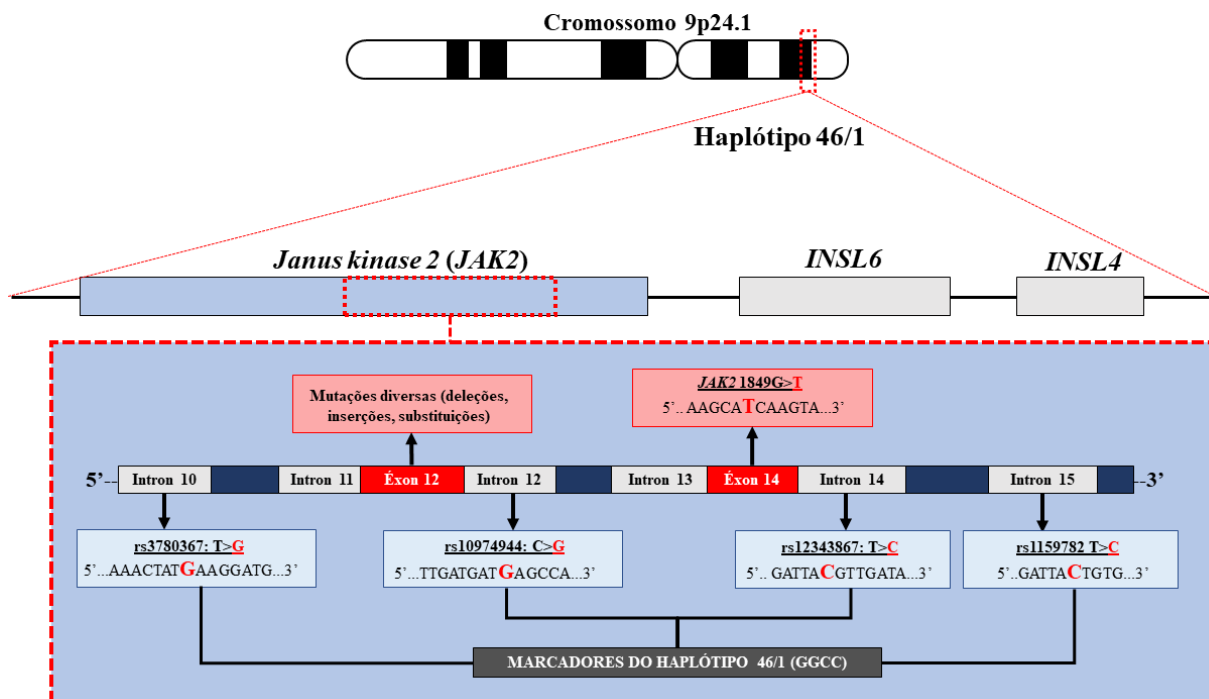 Cromossomo 9p24.1
Haplótipo 46/1
Janus kinase 2 (JAK2)
INSL6
INSL4
Mutações diversas (deleções,
inserções, substituições)
JAK2 1849G>T
5’.. AAGCATCAAGTA...3’
5’--
Intron 10
Intron 11
Éxon 12
Intron 12
Intron 13
Éxon 14
Intron 14
Intron 15
--3’
rs3780367: T>G
5’...AAACTATGAAGGATG...3’
rs10974944: C>G
5’...TTGATGATGAGCCA...3’
rs12343867: T>C
5’.. GATTACGTTGATA...3’
rs1159782 T>C
5’...GATTACTGTG...3’
MARCADORES DO HAPLÓTIPO 46/1 (GGCC)